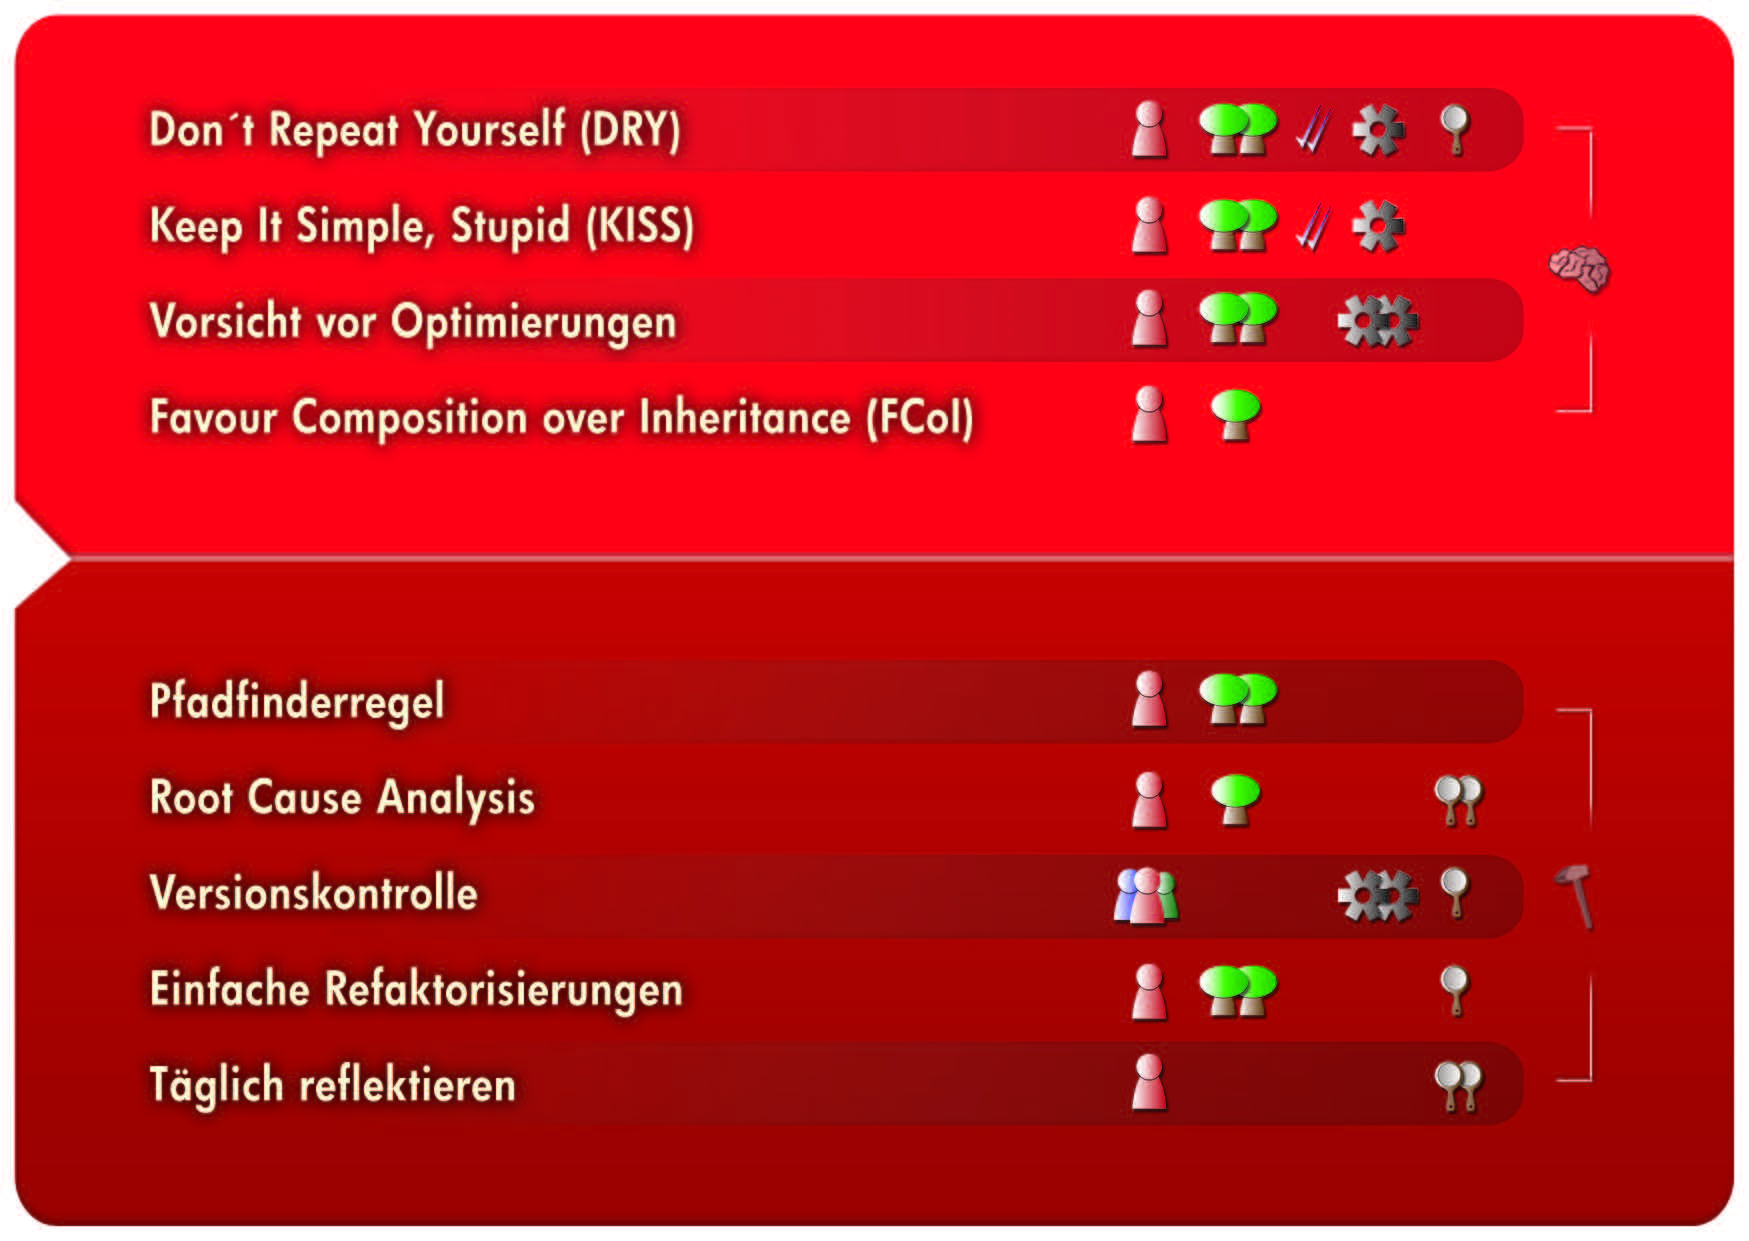 Don´t Repeat Yourself (DRY)
Keep It Simple, Stupid (KISS)
Vorsicht vor Optimierungen
Favour Composition over Inheritance (FCoI)
Pfadfinderregel
Root Cause Analysis
Versionskontrolle
Einfache Refaktorisierungen
Täglich reflektieren